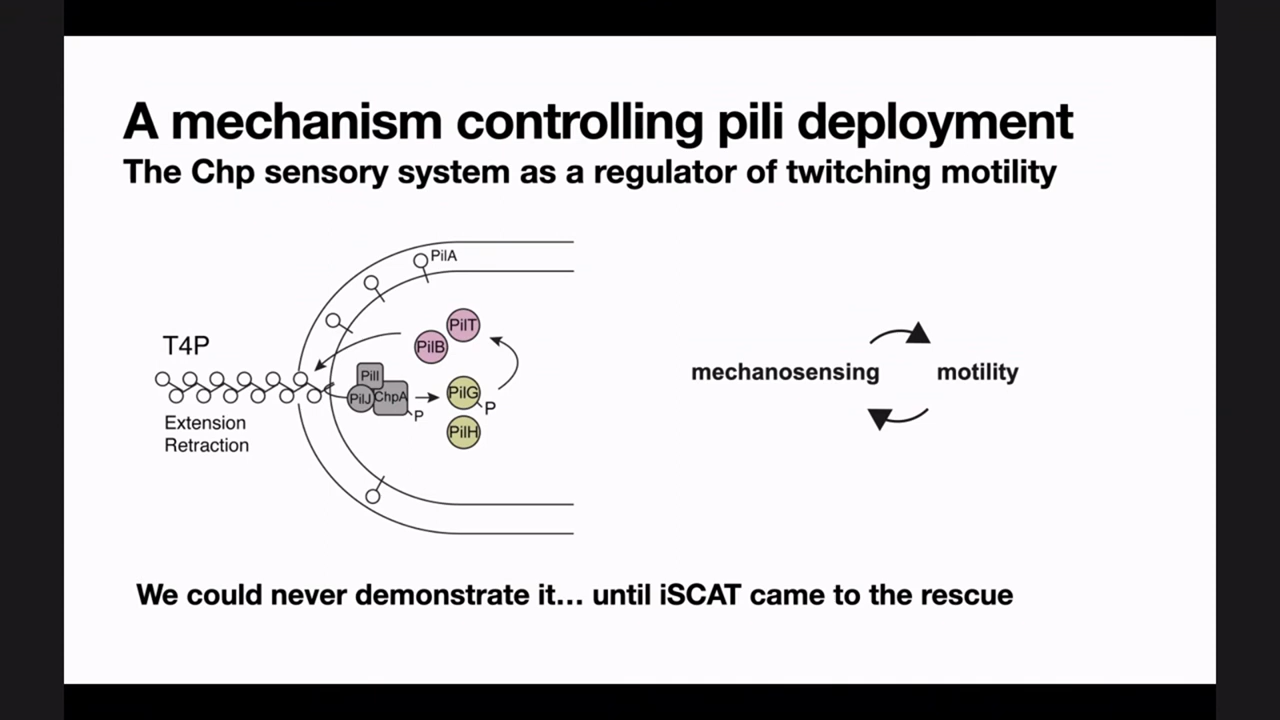 A mechanism controlling pili deployment
The Chp sensory system as a regulator of twitching motility
PilA
T4P
PilT
PilB
PilI
PilJ
ChpA
P
PilG
P
PilH
Extension
Retraction
mechanosensing
motility
We could never demonstrate it... until iSCAT came to the rescue